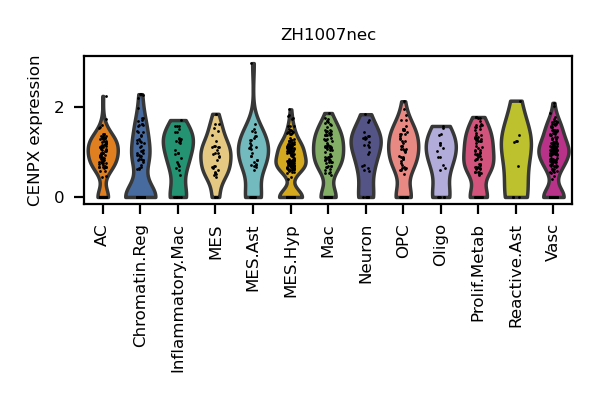 ZH1007nec
CENPX expression
2
0
AC
Chromatin.Reg
Inflammatory.Mac
MES
MES.Ast
MES.Hyp
Mac
Neuron
OPC
Oligo
Prolif.Metab
Reactive.Ast
Vasc